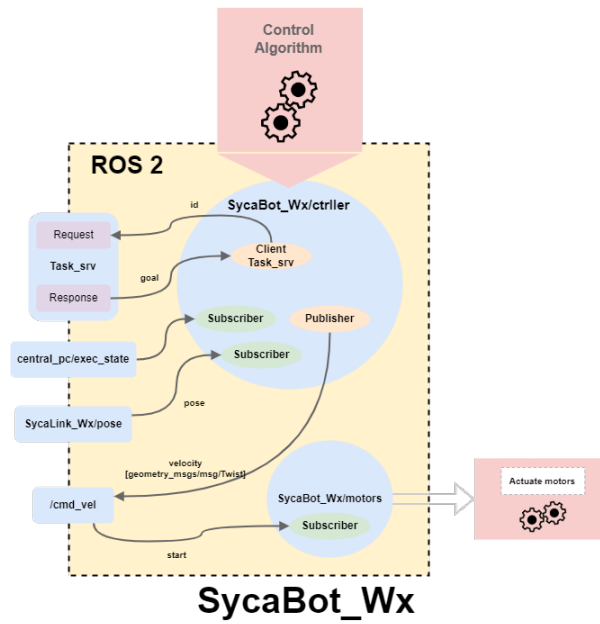 Control
Algorithm
ROS 2
SycaBot_Wx/ctrller
id
Request
Client
Task_srv
Task_srv
goal
Response
Subscriber
Publisher
central_pc/exec_state
Subscriber
pose
SycaLink_Wx/pose
velocity
[geometry_msgs/msg/Twist]
Actuate motors
/cmd_vel
SycaBot_Wx/motors
Subscriber
start
SycaBot_Wx